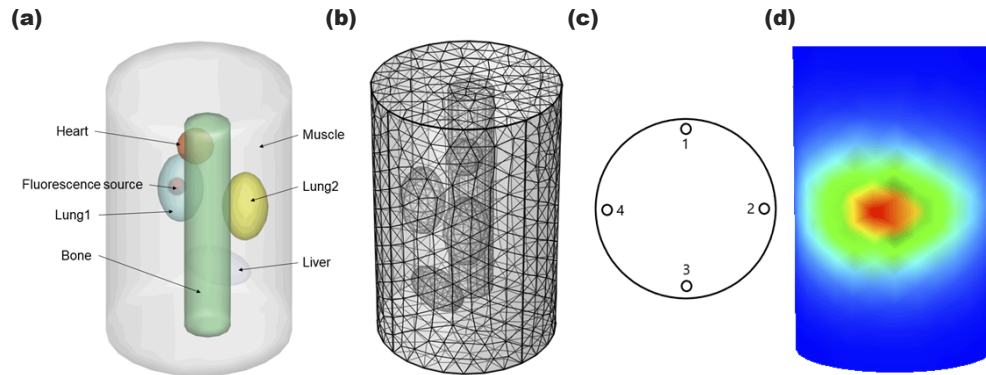 (a)
(b)
(c)
(d)
Heart
Muscle
Fluorescence source
Lung2
Lung1
Bone
Liver
1
2
3
4